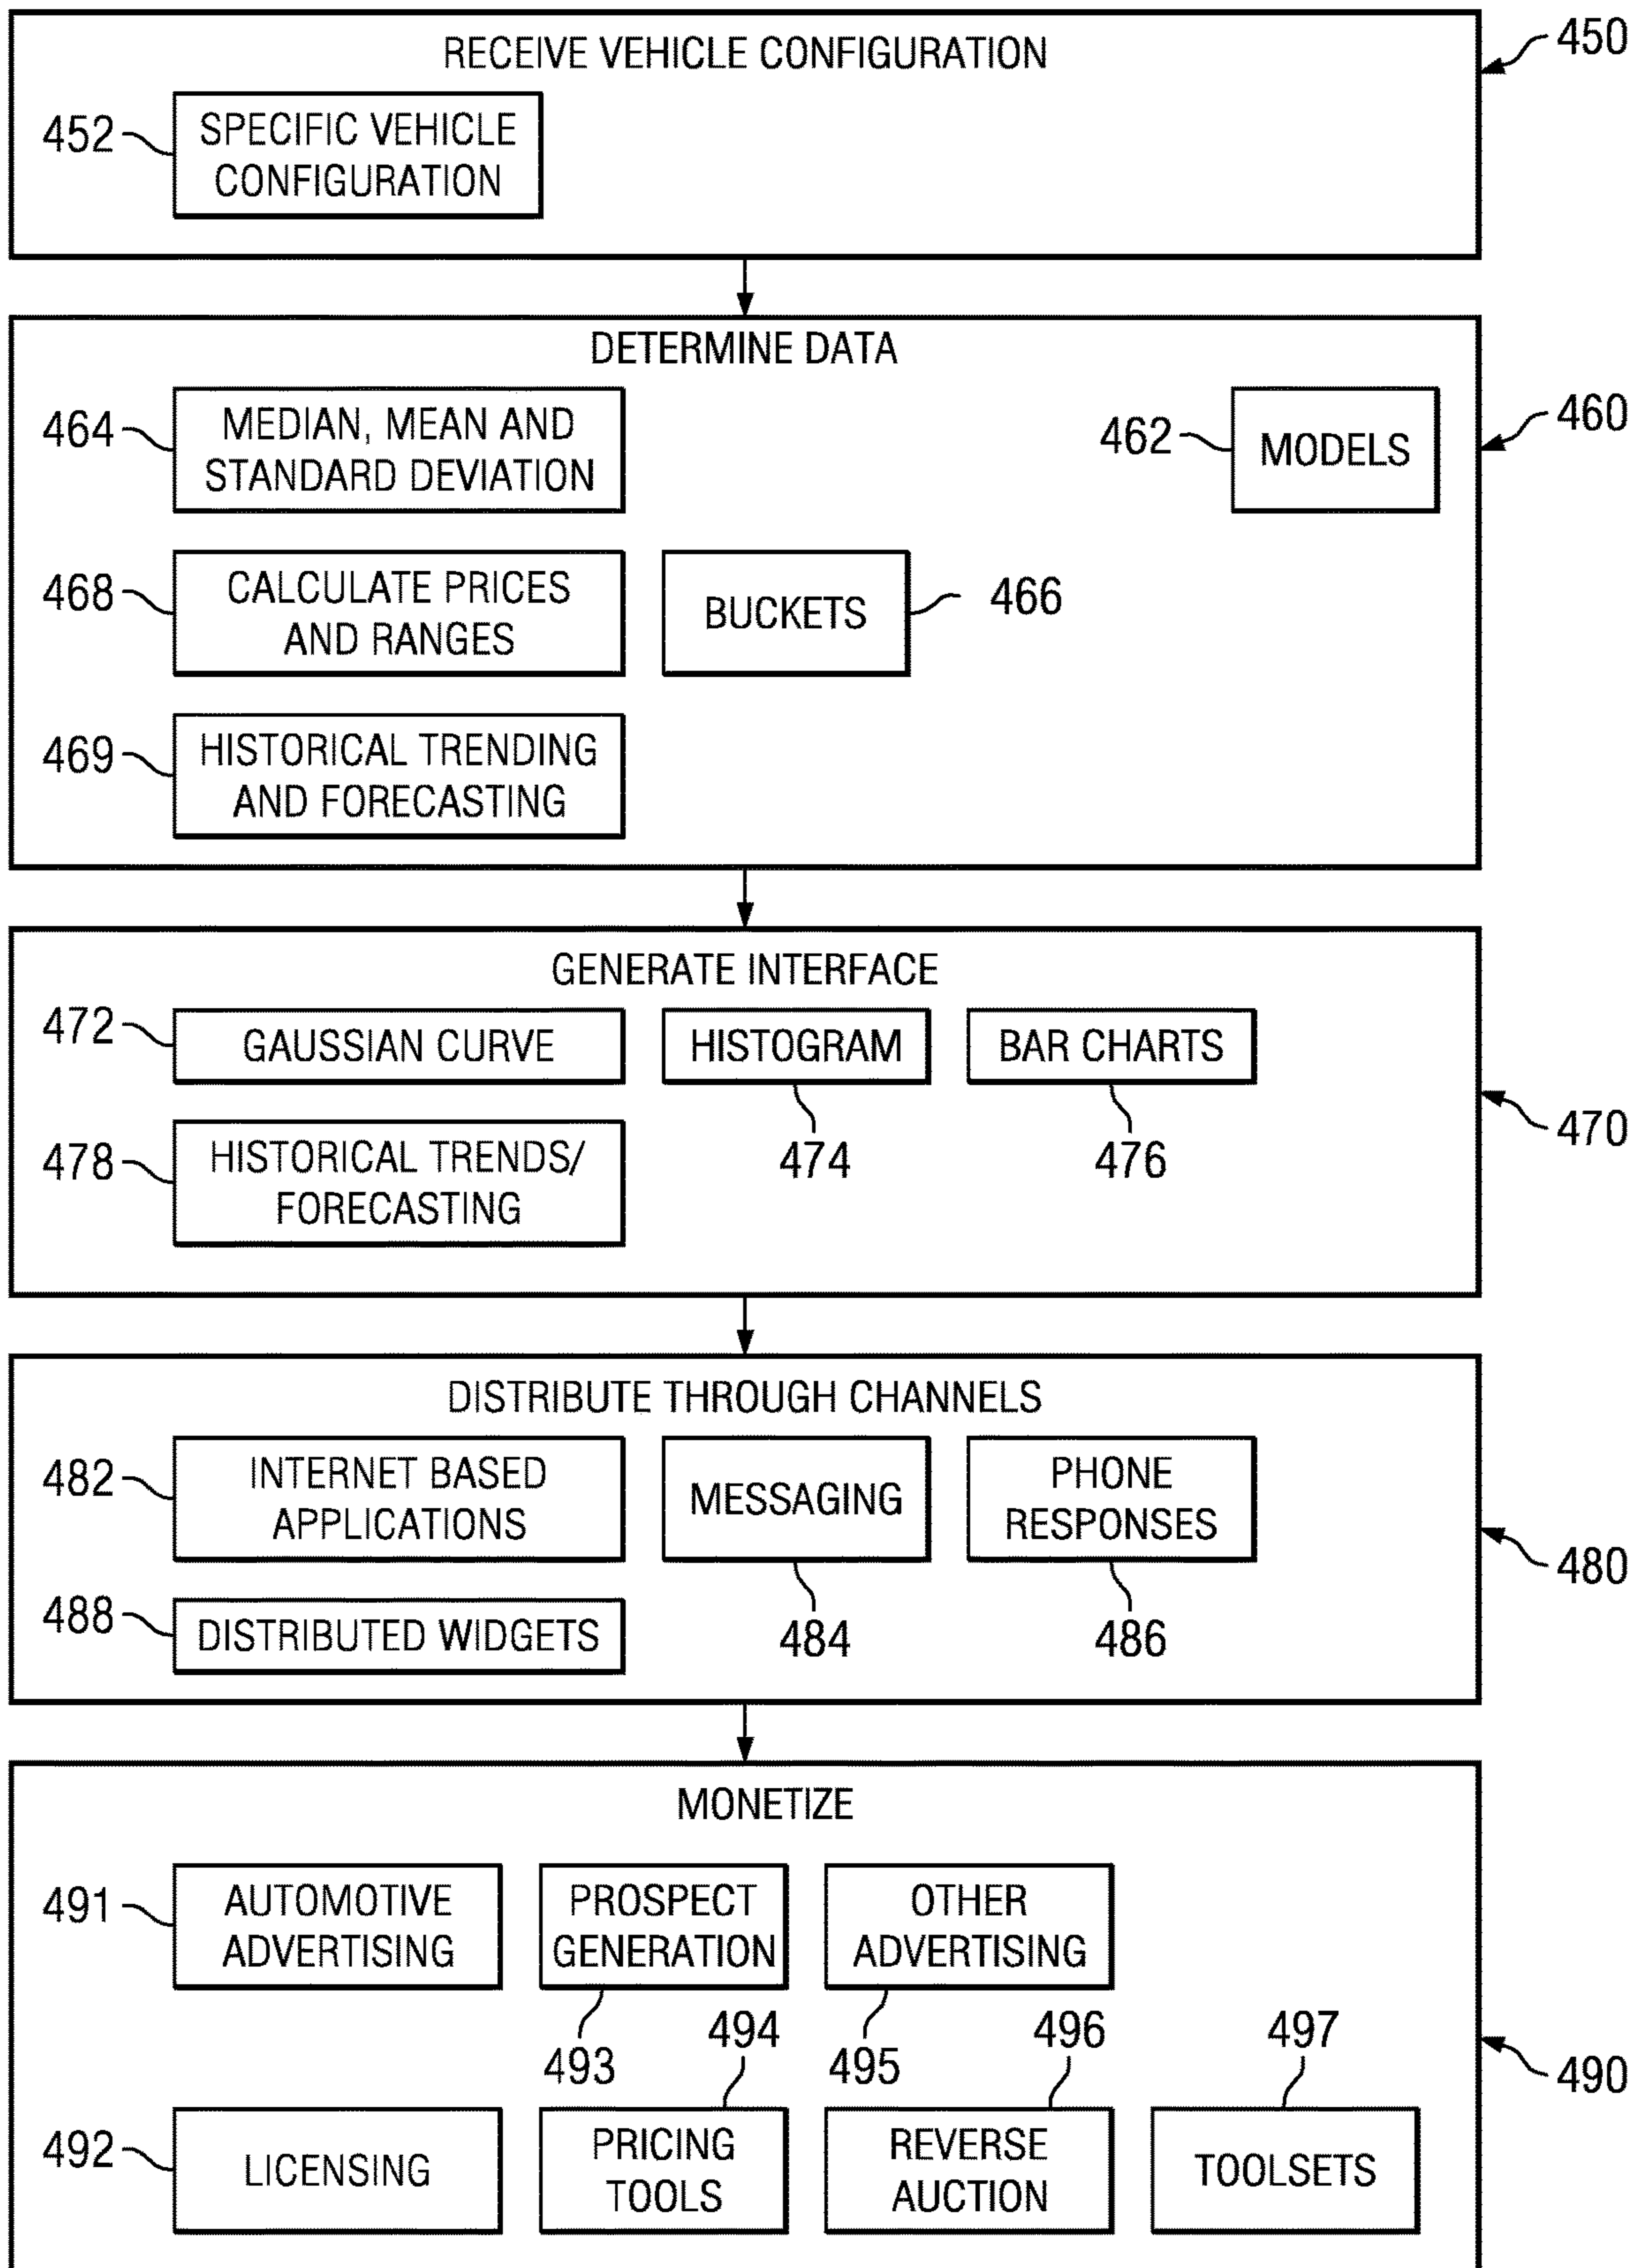 RECEIVE VEHICLE CONFIGURATION
450
452
SPECIFIC VEHICLE
CONFIGURATION
DETERMINE DATA
464
MEDIAN, MEAN AND
STANDARD DEVIATION
462
MODELS
460
468
CALCULATE PRICES
AND RANGES
BUCKETS
466
469
HISTORICAL TRENDING
AND FORECASTING
GENERATE INTERFACE
472
GAUSSIAN CURVE
HISTOGRAM
BAR CHARTS
474
476
470
478
HISTORICAL TRENDS/
FORECASTING
DISTRIBUTE THROUGH CHANNELS
482
INTERNET BASED
APPLICATIONS
MESSAGING
PHONE
RESPONSES
480
488
DISTRIBUTED WIDGETS
484
486
MONETIZE
491
AUTOMOTIVE
ADVERTISING
PROSPECT
GENERATION
OTHER
ADVERTISING
493
494
495
496
497
490
492
LICENSING
PRICING
TOOLS
REVERSE
AUCTION
TOOLSETS